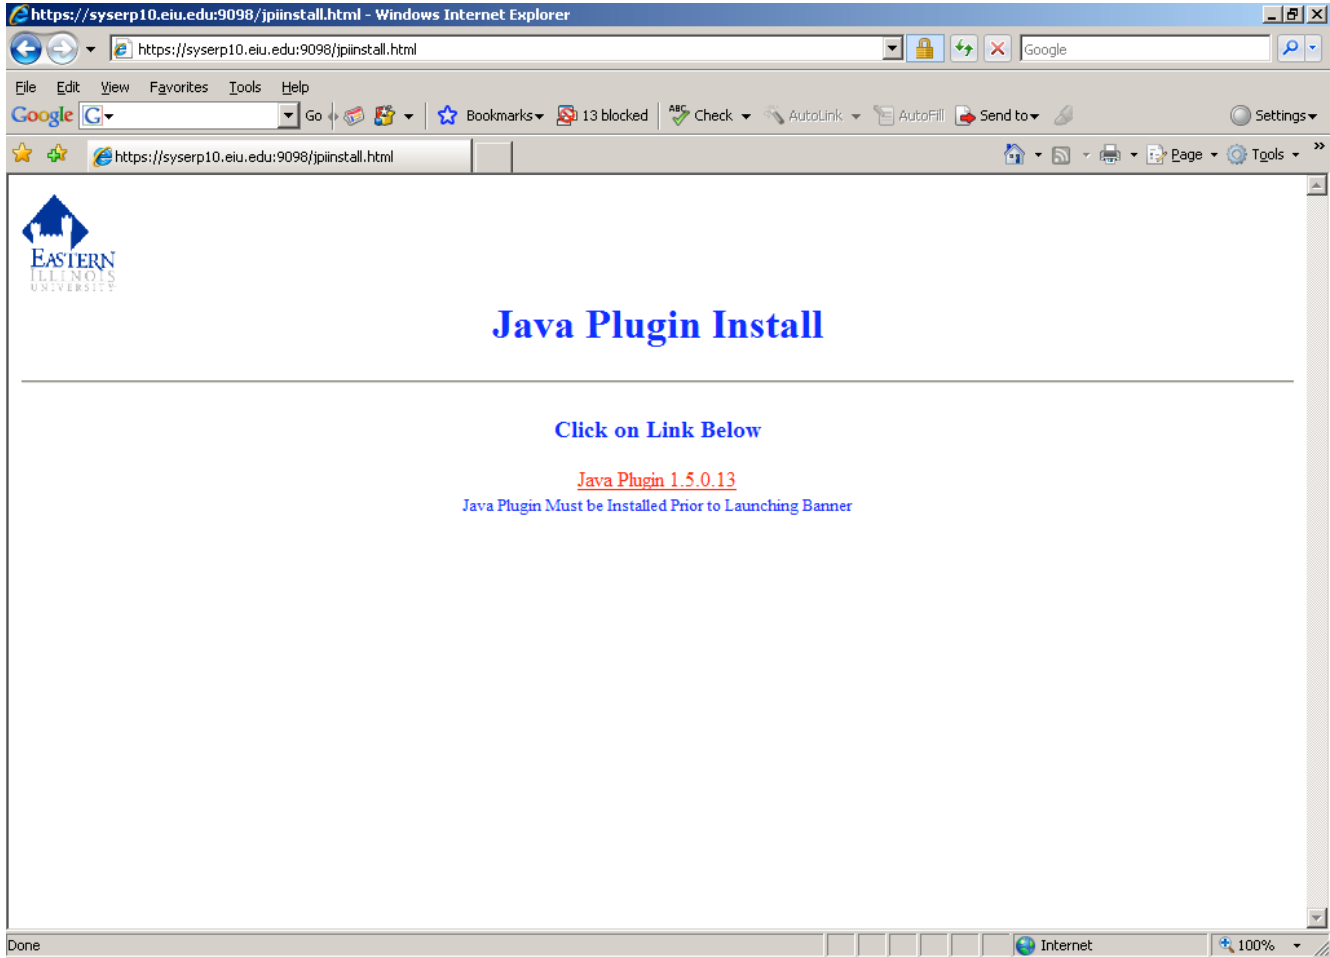 https://syserp10.eiu.edu:9098/jpiinstall.html - Windows Internet Explorer
https://syserp10.eiu.edu:9098/jpiinstall.html
Google
File Edit View Favorites Tools Help
Google G Go Bookmarks 13 blocked ABC Check AutoLink AutoFill Send to Settings
https://syserp10.eiu.edu:9098/jpiinstall.html
Page Tools »
EASTERN
ILLINOIS
UNIVERSITY
Java Plugin Install
Click on Link Below
Java Plugin 1.5.0.13
Java Plugin Must be Installed Prior to Launching Banner
Done Internet 100%